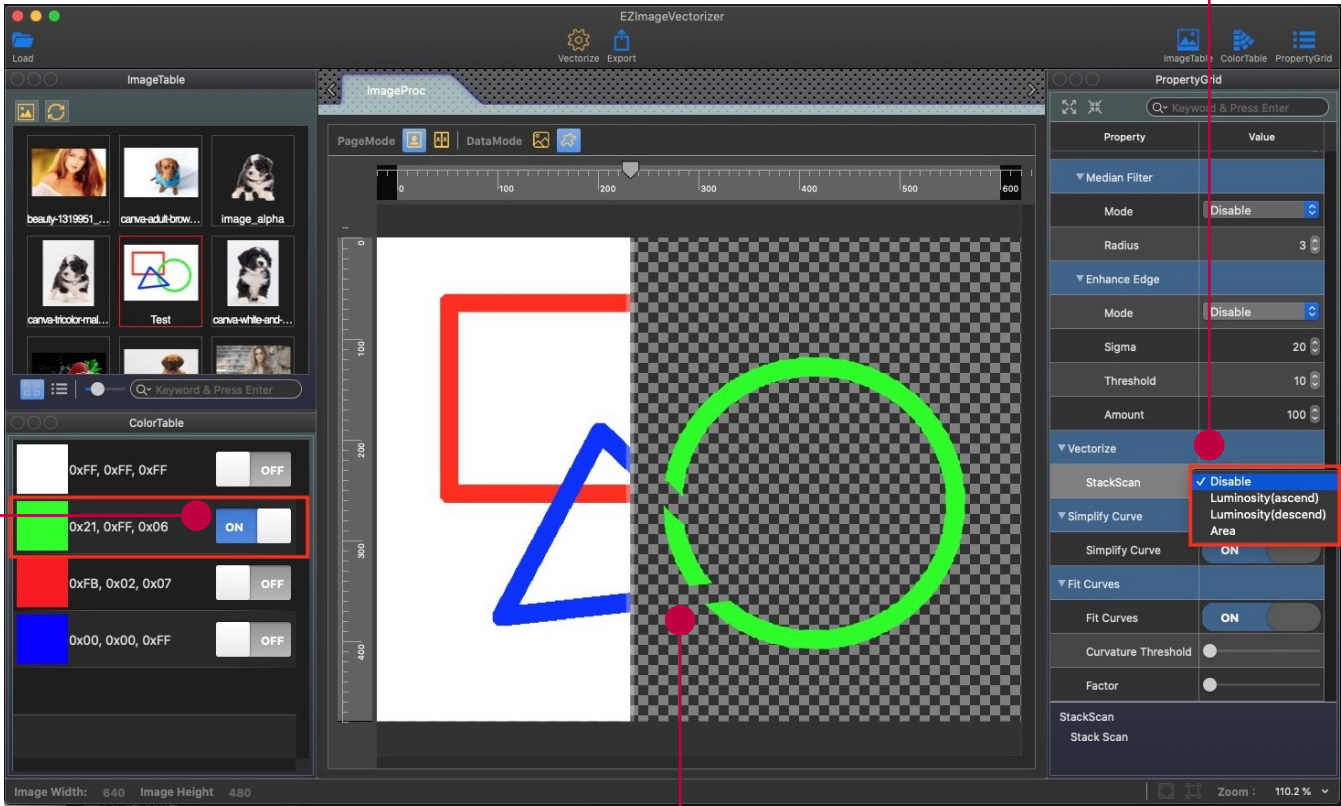 EZImageVectorizer
Load
Vectorize Export
ImageTable ColorTable PropertyGrid
ImageTable
beauty-1319951_... canva-adult-brow... image_alpha
canva-tricolor-mal... Test canva-white-and-...
Keyword & Press Enter
ColorTable
0xFF, 0xFF, 0xFF OFF
0x21, 0xFF, 0x06 ON
0xFB, 0x02, 0x07 OFF
0x00, 0x00, 0xFF OFF
ImageProc
PageMode DataMode
0 100 200 300 400 500 600
0
100
200
300
400
PropertyGrid
Keyword & Press Enter
Property Value
Median Filter
Mode Disable
Radius 3
Enhance Edge
Mode Disable
Sigma 20
Threshold 10
Amount 100
Vectorize
StackScan ✓ Disable
Luminosity(ascend)
Luminosity(descend)
Area
Simplify Curve
Simplify Curve ON
Fit Curves
Fit Curves ON
Curvature Threshold
Factor
StackScan
Stack Scan
Image Width: 640 Image Height 480
Zoom : 110.2 %